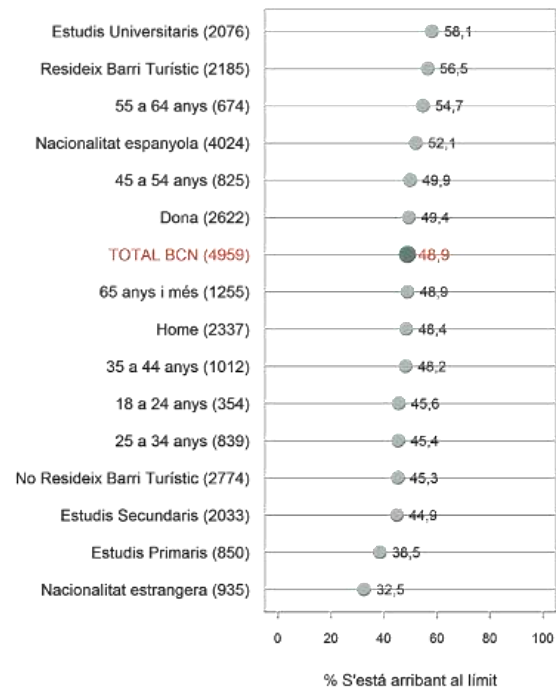 Estudis Universitaris (2076) 58,1
Resideix Barri Turístic (2185) 56,5
55 a 64 anys (674) 54,7
Nacionalitat espanyola (4024) 52,1
45 a 54 anys (825) 49,9
Dona (2622) 49,4
TOTAL BCN (4959) 48,9
65 anys i més (1255) 48,9
Home (2337) 48,4
35 a 44 anys (1012) 48,2
18 a 24 anys (354) 45,6
25 a 34 anys (839) 45,4
No Resideix Barri Turístic (2774) 45,3
Estudis Secundaris (2033) 44,9
Estudis Primaris (850) 38,5
Nacionalitat estrangera (935) 32,5
0 20 40 60 80 100
% S'está arribant al límit